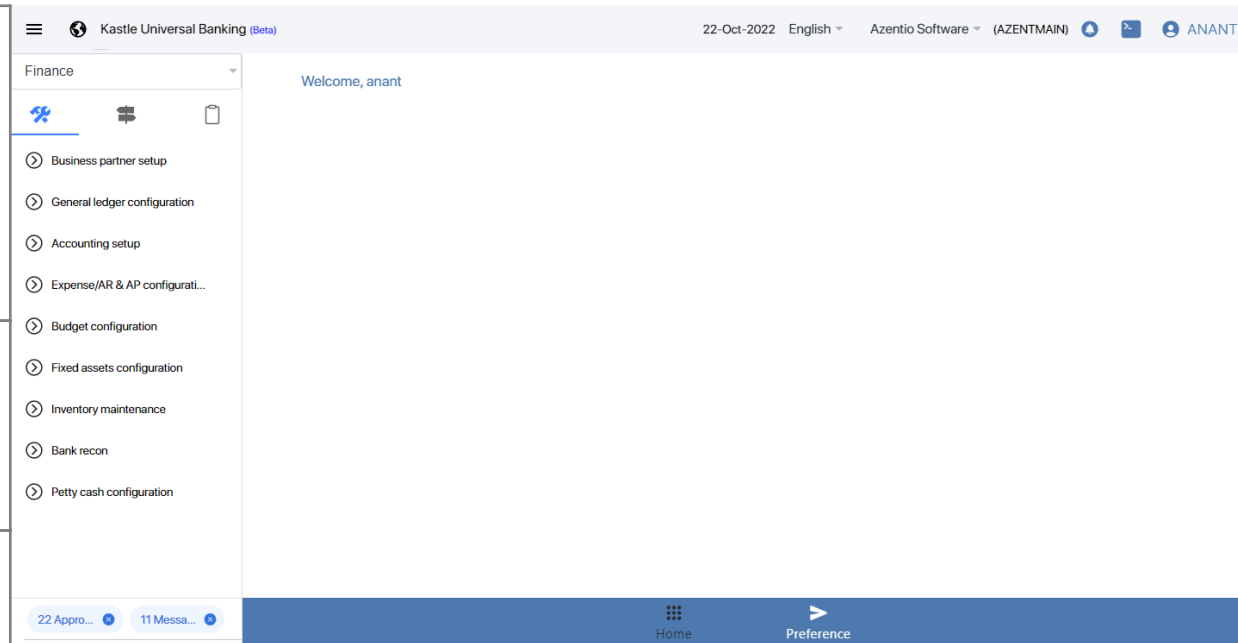 Kastle Universal Banking (Beta)
22-Oct-2022 English Azentio Software (AZENTMAIN) ANANT
Finance
Welcome, anant
Business partner setup
General ledger configuration
Accounting setup
Expense/AR & AP configurati...
Budget configuration
Fixed assets configuration
Inventory maintenance
Bank recon
Petty cash configuration
22 Appro... 11 Messa...
Home Preference